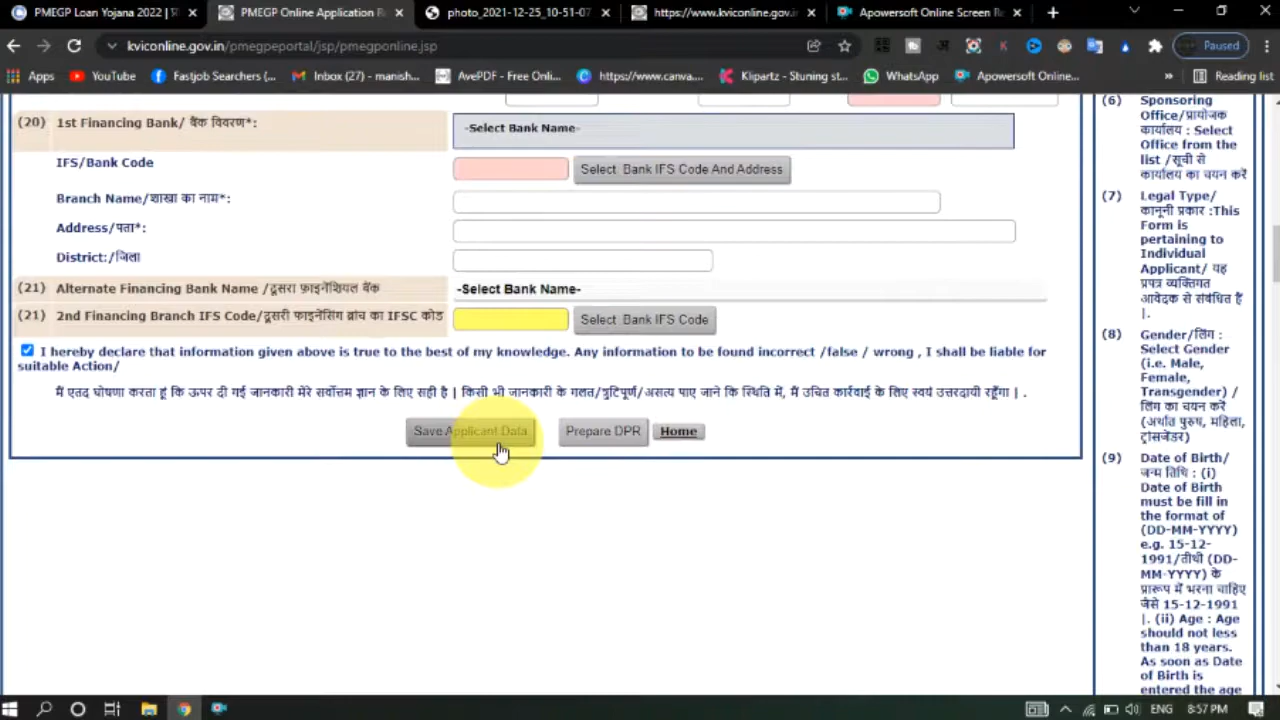 PMEGP Loan Yojana 2022 |
PMEGP Online Application R
photo_2021-12-25_10-51-07
https://www.kviconline.gov.in
Apowersoft Online Screen Re
kviconline.gov.in/pmegpeportal/jsp/pmegponline.jsp
Paused
Apps
YouTube
Fastjob Searchers (...
Inbox (27) - manish...
AvePDF - Free Onli...
https://www.canva....
Klipartz - Stuning st...
WhatsApp
Apowersoft Online...
»
Reading list
(20) 1st Financing Bank/ बैंक विवरण*:
-Select Bank Name-
IFS/Bank Code
Select Bank IFS Code And Address
Branch Name/शाखा का नाम*:
Address/पता*:
District:/जिला
(21) Alternate Financing Bank Name /दूसरा फ़ाइनेंशियल बैंक
-Select Bank Name-
(21) 2nd Financing Branch IFS Code/दूसरी फाइनेंसिंग ब्रांच का IFSC कोड
Select Bank IFS Code
I hereby declare that information given above is true to the best of my knowledge. Any information to be found incorrect /false / wrong , I shall be liable for
suitable Action/
मैं एतद घोषणा करता हूं कि ऊपर दी गई जानकारी मेरे सर्वोत्तम ज्ञान के लिए सही है | किसी भी जानकारी के गलत/त्रुटिपूर्ण/असत्य पाए जाने कि स्थिति में, मैं उचित कार्रवाई के लिए स्वयं उत्तरदायी रहूँगा | .
Save Applicant Data
Prepare DPR
Home
(6) Sponsoring
Office/प्रायोजक
कार्यालय : Select
Office from the
list /सूची से
कार्यालय का चयन करें
(7) Legal Type/
कानूनी प्रकार :This
Form is
pertaining to
Individual
Applicant/ यह
प्रपत्र व्यक्तिगत
आवेदक से संबंधित हैं
|.
(8) Gender/लिंग :
Select Gender
(i.e. Male,
Female,
Transgender) /
लिंग का चयन करें
(अर्थात पुरुष, महिला,
ट्रांसजेंडर)
(9) Date of Birth/
जन्म तिथि : (i)
Date of Birth
must be fill in
the format of
(DD-MM-YYYY)
e.g. 15-12-
1991/तीथी (DD-
MM-YYYY) के
प्रारूप में भरना चाहिए
जैसे 15-12-1991
|. (ii) Age : Age
should not less
than 18 years.
As soon as Date
of Birth is
entered the age
ENG
8:57 PM